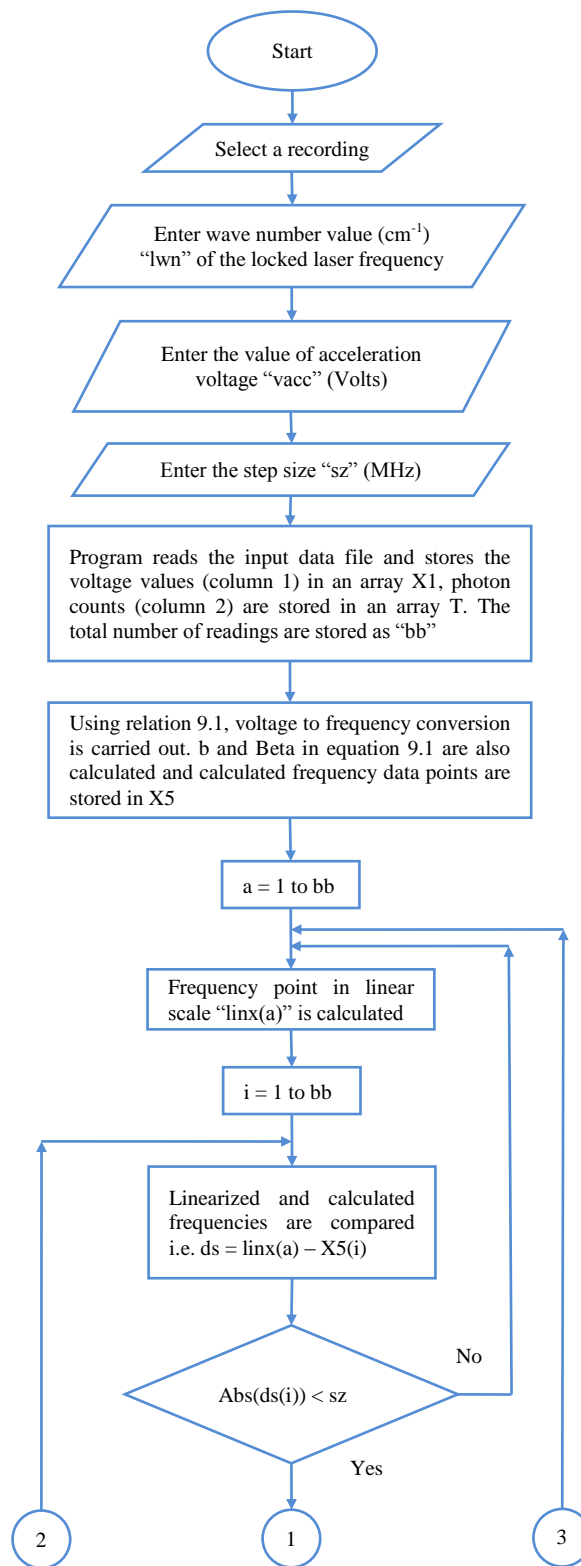 Start
Select a recording
Enter wave number value (cm⁻¹)
“lwn” of the locked laser frequency
Enter the value of acceleration
voltage “vacc” (Volts)
Enter the step size “sz” (MHz)
Program reads the input data file and stores the
voltage values (column 1) in an array X1, photon
counts (column 2) are stored in an array T. The
total number of readings are stored as “bb”
Using relation 9.1, voltage to frequency conversion
is carried out. b and Beta in equation 9.1 are also
calculated and calculated frequency data points are
stored in X5
a = 1 to bb
Frequency point in linear
scale “linx(a)” is calculated
i = 1 to bb
Linearized and calculated
frequencies are compared
i.e. ds = linx(a) – X5(i)
No
Abs(ds(i)) < sz
Yes
2
1
3